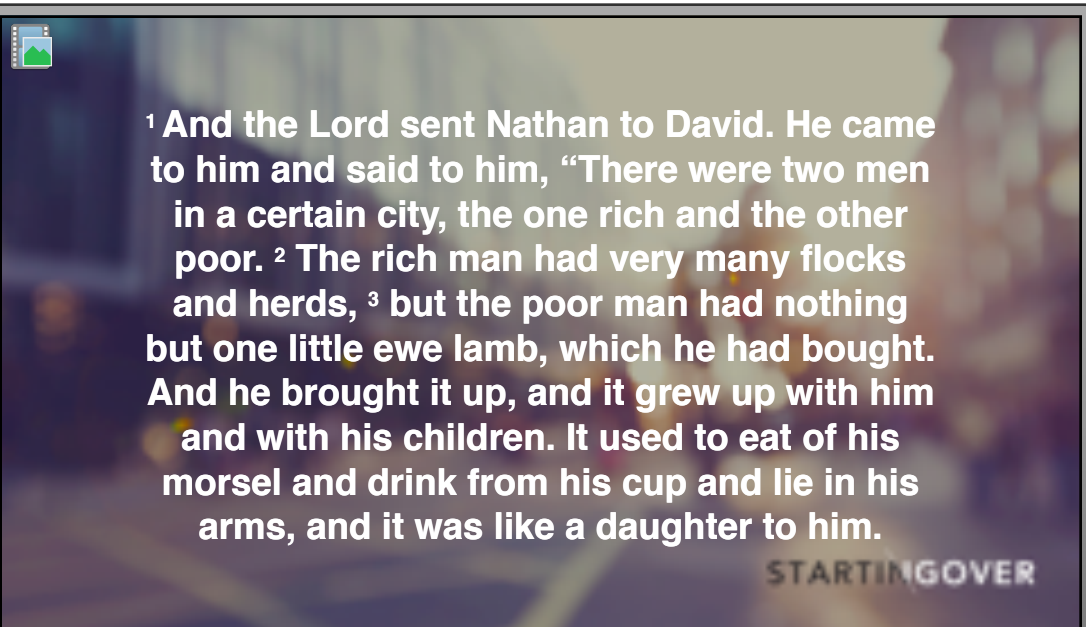 ¹ And the Lord sent Nathan to David. He came
to him and said to him, “There were two men
in a certain city, the one rich and the other
poor. ² The rich man had very many flocks
and herds, ³ but the poor man had nothing
but one little ewe lamb, which he had bought.
And he brought it up, and it grew up with him
and with his children. It used to eat of his
morsel and drink from his cup and lie in his
arms, and it was like a daughter to him.
STARTINGOVER